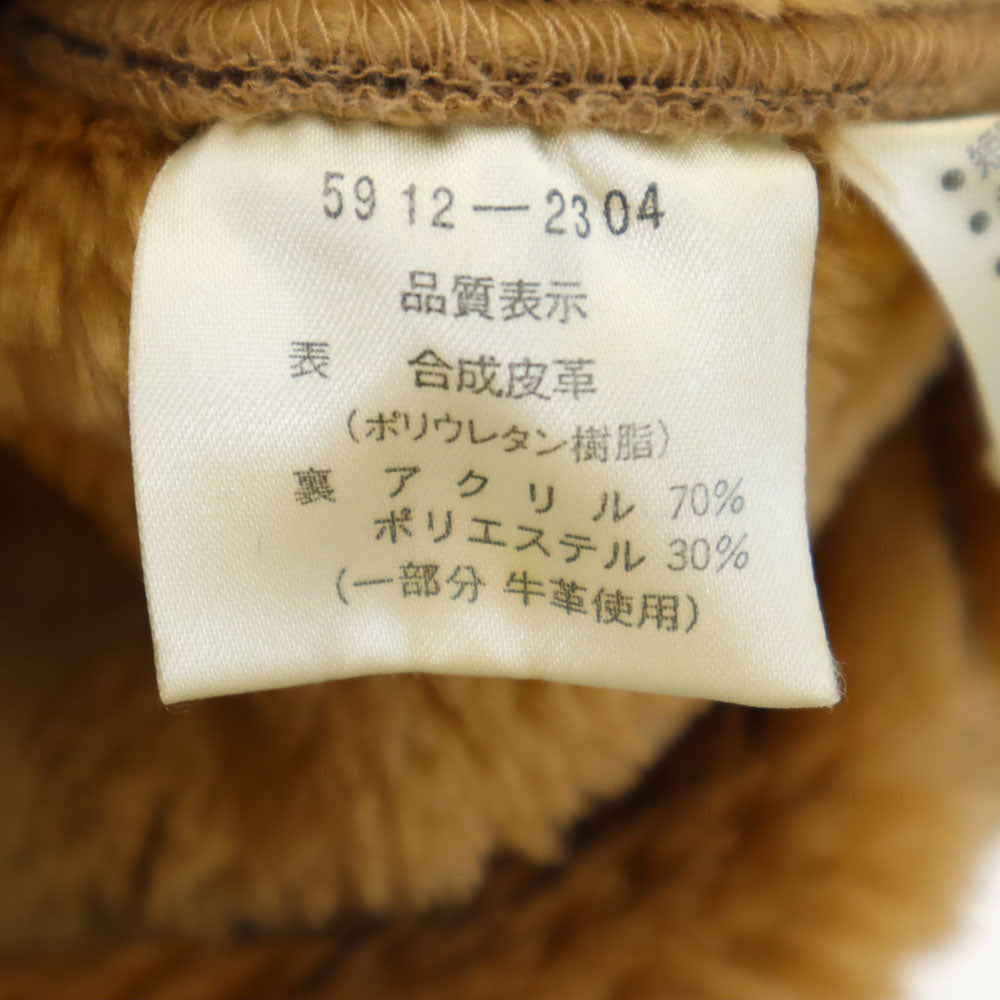 5912-2304
品質表示
表 合成皮革
(ポリウレタン樹脂)
裏 アクリル 70%
ポリエステル 30%
(一部分 牛革使用)